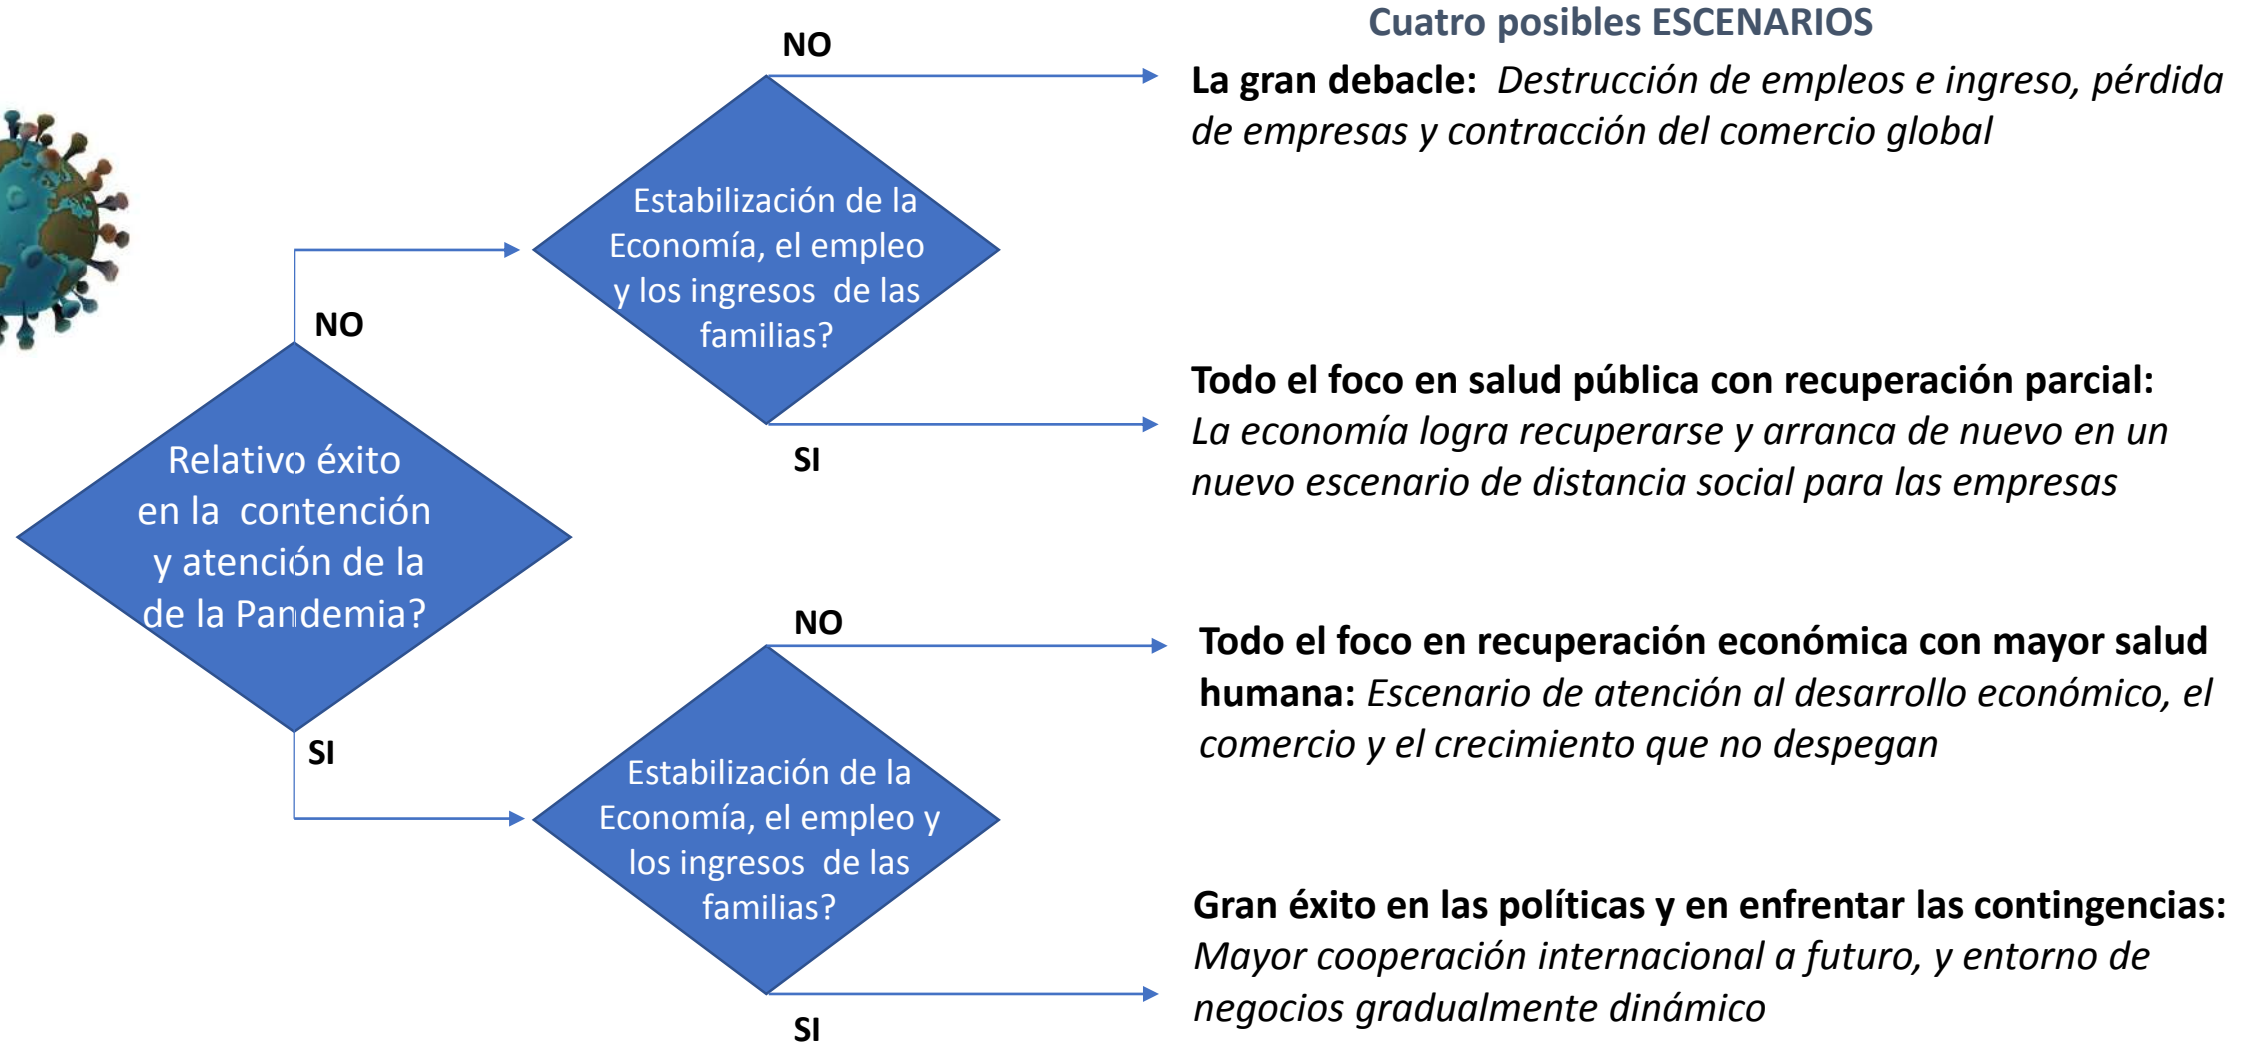 Cuatro posibles ESCENARIOS
NO
La gran debacle: Destrucción de empleos e ingreso, pérdida
de empresas y contracción del comercio global
Estabilización de la
Economía, el empleo
y los ingresos de las
familias?
NO
Todo el foco en salud pública con recuperación parcial:
La economía logra recuperarse y arranca de nuevo en un
nuevo escenario de distancia social para las empresas
SI
Relativo éxito
en la contención
y atención de la
de la Pandemia?
NO
Todo el foco en recuperación económica con mayor salud
humana: Escenario de atención al desarrollo económico, el
comercio y el crecimiento que no despegan
SI
Estabilización de la
Economía, el empleo y
los ingresos de las
familias?
Gran éxito en las políticas y en enfrentar las contingencias:
Mayor cooperación internacional a futuro, y entorno de
negocios gradualmente dinámico
SI